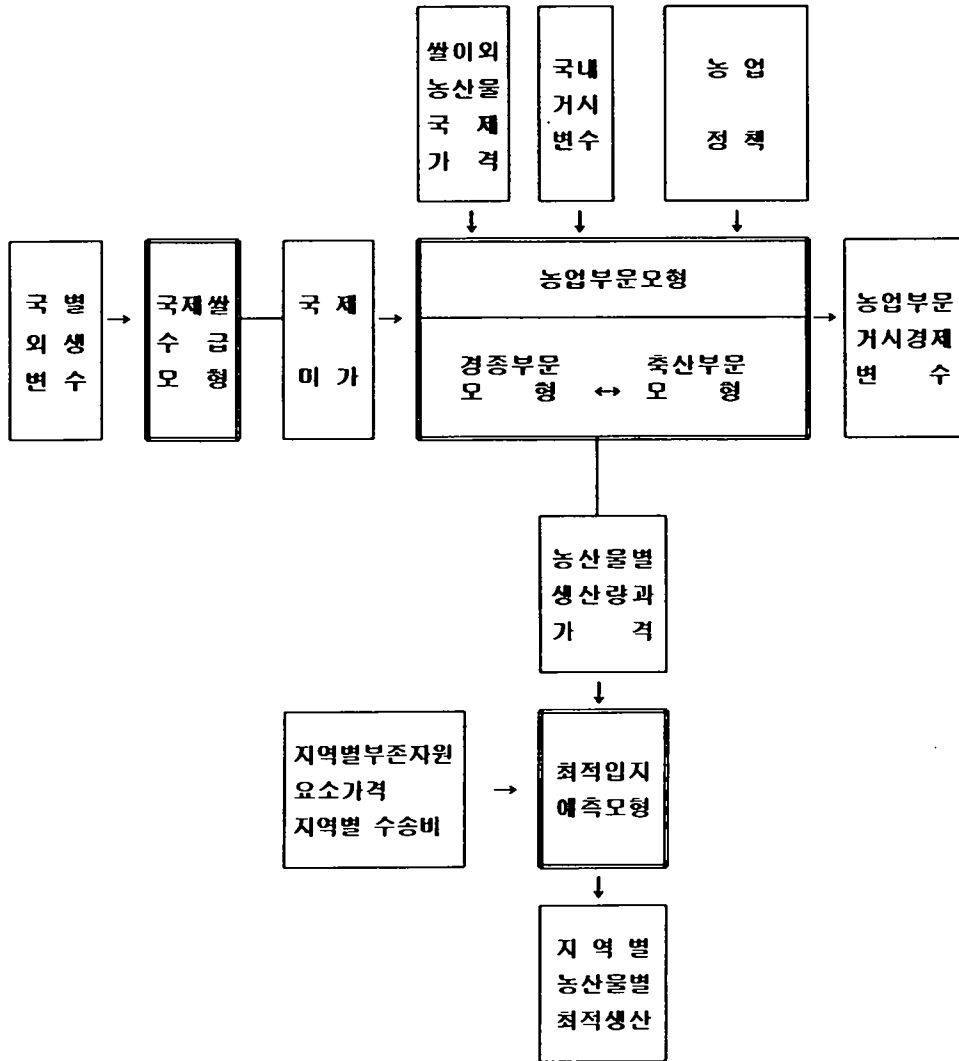 쌀이외
농산물
국 제
가 격
국내
거시
변수
농 업
정 책
국 별
외 생
변 수
→
국제쌀
수 급
모 형
국 제
미 가
→
농업부문모형
경종부문
모 형
↔
축산부문
모 형
→
농업부문
거시경제
변 수
농산물별
생산량과
가 격
지역별부존자원
요소가격
지역별 수송비
→
최적입지
예측모형
지 역 별
농산물별
최적생산